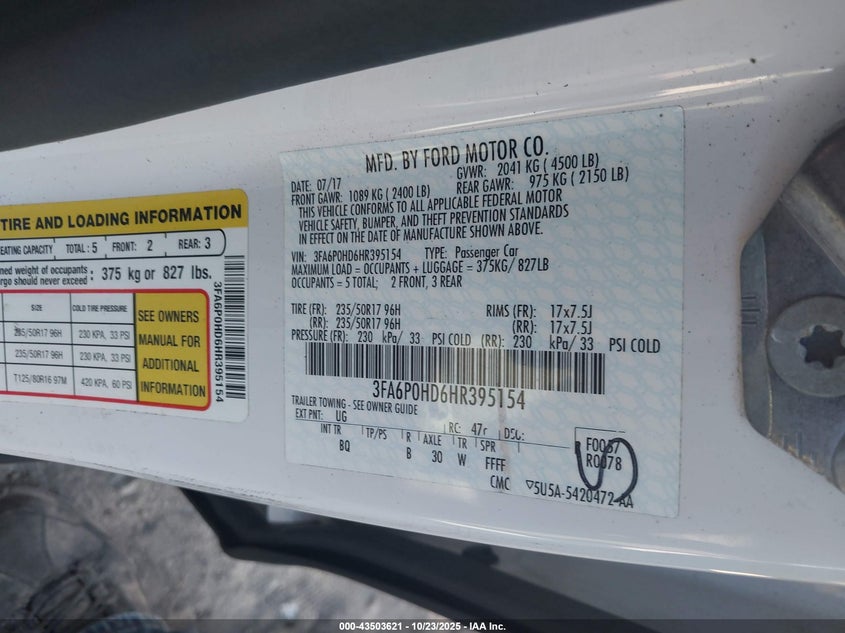 TIRE AND LOADING INFORMATION
SEATING CAPACITY TOTAL : 5 FRONT: 2 REAR: 3
weight of occupants
should never exceed : 375 kg or 827 lbs.
SIZE COLD TIRE PRESSURE
235/50R17 96H 230 KPA, 33 PSI
235/50R17 96H 230 KPA, 33 PSI
T125/80R16 97M 420 KPA, 60 PSI
SEE OWNERS
MANUAL FOR
ADDITIONAL
INFORMATION
3FA6P0HD6HR395154
MFD. BY FORD MOTOR CO.
DATE: 07/17 GVWR: 2041 KG ( 4500 LB)
FRONT GAWR: 1089 KG ( 2400 LB) REAR GAWR: 975 KG ( 2150 LB)
THIS VEHICLE CONFORMS TO ALL APPLICABLE FEDERAL MOTOR
VEHICLE SAFETY, BUMPER, AND THEFT PREVENTION STANDARDS
IN EFFECT ON THE DATE OF MANUFACTURE SHOWN ABOVE.
VIN: 3FA6P0HD6HR395154 TYPE: Passenger Car
MAXIMUM LOAD = OCCUPANTS + LUGGAGE = 375KG/ 827LB
OCCUPANTS = 5 TOTAL; 2 FRONT, 3 REAR
TIRE (FR): 235/50R17 96H RIMS (FR): 17x7.5J
(RR): 235/50R17 96H (RR): 17x7.5J
PRESSURE (FR): 230 kPa/ 33 PSI COLD (RR): 230 kPa/ 33 PSI COLD
3FA6P0HD6HR395154
TRAILER TOWING - SEE OWNER GUIDE
EXT PNT: UG RC: 47 DSO:
INT TR TP/PS R AXLE TR SPR
BQ B 30 W FFFF
CMC
R0078
5U5A-5420472-AA
000-43503621 - 10/23/2025 - IAA Inc.